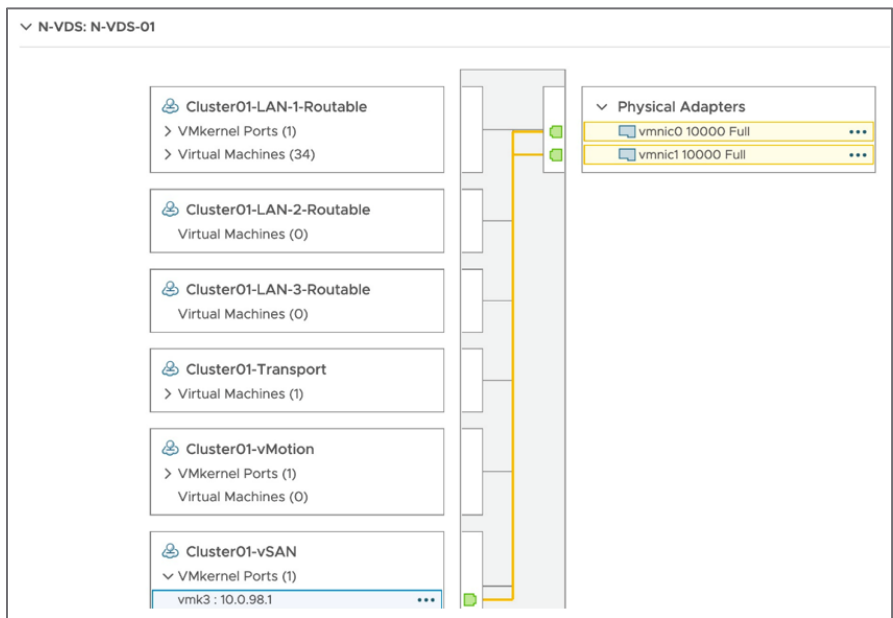 N-VDS: N-VDS-01
Cluster01-LAN-1-Routable
VMkernel Ports (1)
Virtual Machines (34)
Cluster01-LAN-2-Routable
Virtual Machines (0)
Cluster01-LAN-3-Routable
Virtual Machines (0)
Cluster01-Transport
Virtual Machines (1)
Cluster01-vMotion
VMkernel Ports (1)
Virtual Machines (0)
Cluster01-vSAN
VMkernel Ports (1)
vmk3 : 10.0.98.1
Physical Adapters
vmnic0 10000 Full
vmnic1 10000 Full